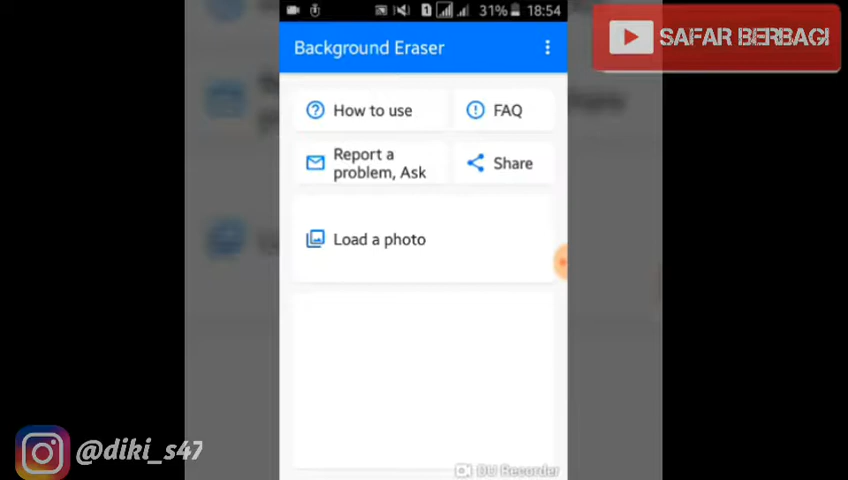 31% 18:54
SAFAR BERBAGI
Background Eraser
How to use
FAQ
Report a
problem, Ask
Share
Load a photo
@diki_s47
DU Recorder